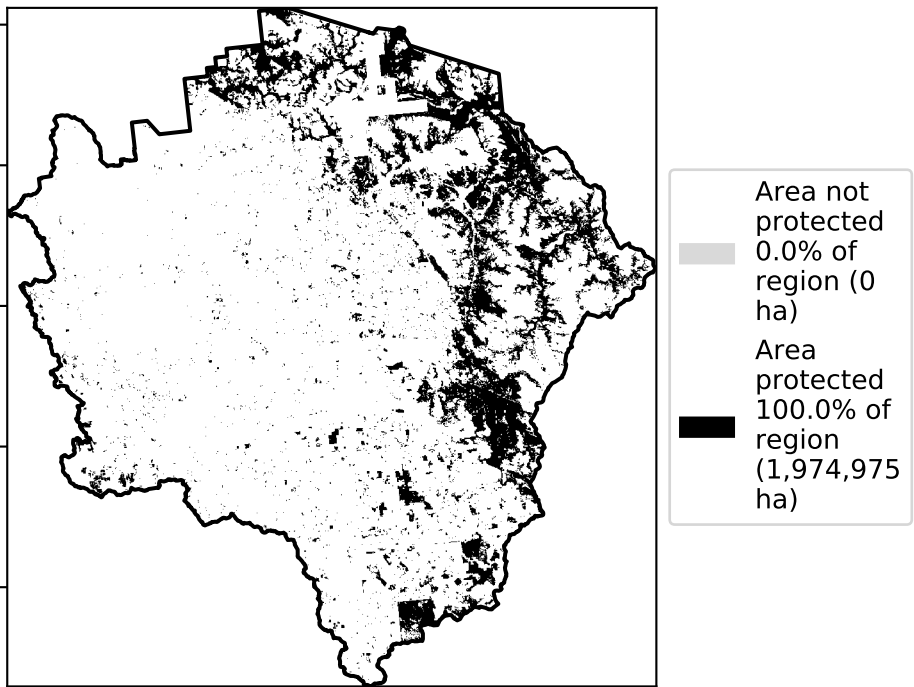 Area not
protected
0.0% of
region (0
ha)
Area
protected
100.0% of
region
(1,974,975
ha)